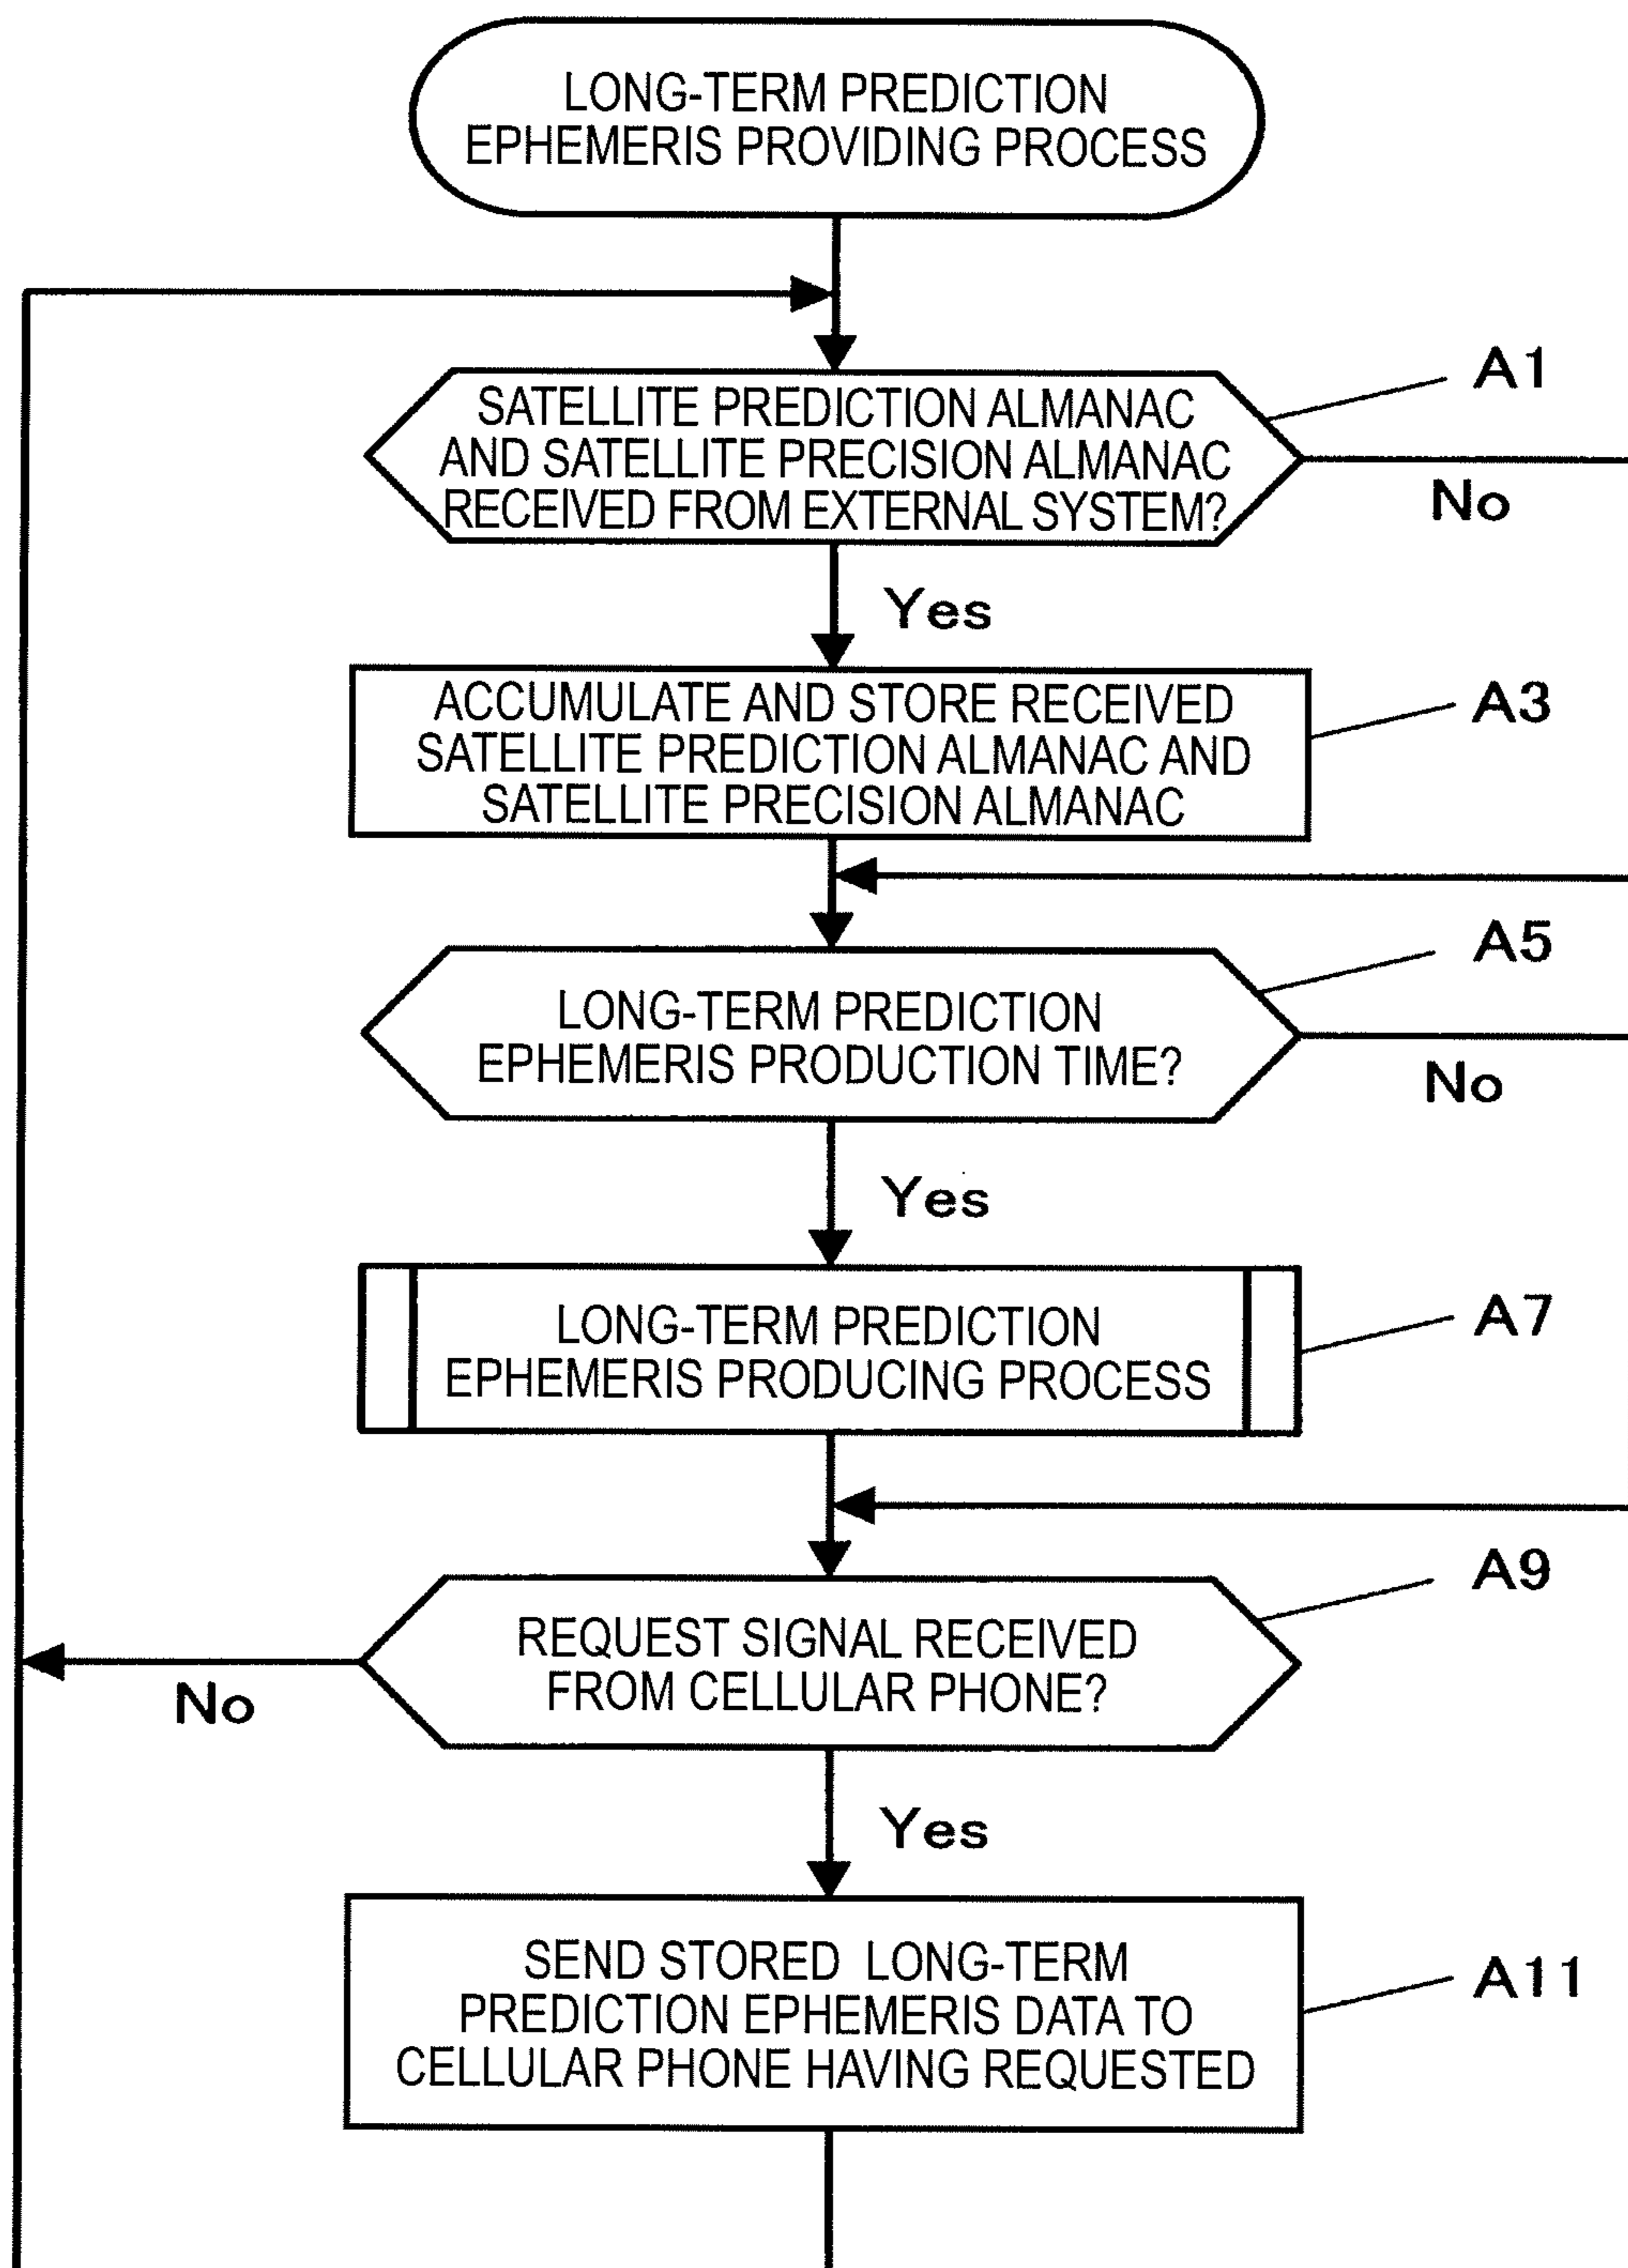 LONG-TERM PREDICTION
EPHEMERIS PROVIDING PROCESS
A1
SATELLITE PREDICTION ALMANAC
AND SATELLITE PRECISION ALMANAC
RECEIVED FROM EXTERNAL SYSTEM?
No
Yes
A3
ACCUMULATE AND STORE RECEIVED
SATELLITE PREDICTION ALMANAC AND
SATELLITE PRECISION ALMANAC
A5
LONG-TERM PREDICTION
EPHEMERIS PRODUCTION TIME?
No
Yes
A7
LONG-TERM PREDICTION
EPHEMERIS PRODUCING PROCESS
A9
REQUEST SIGNAL RECEIVED
FROM CELLULAR PHONE?
No
Yes
A11
SEND STORED LONG-TERM
PREDICTION EPHEMERIS DATA TO
CELLULAR PHONE HAVING REQUESTED